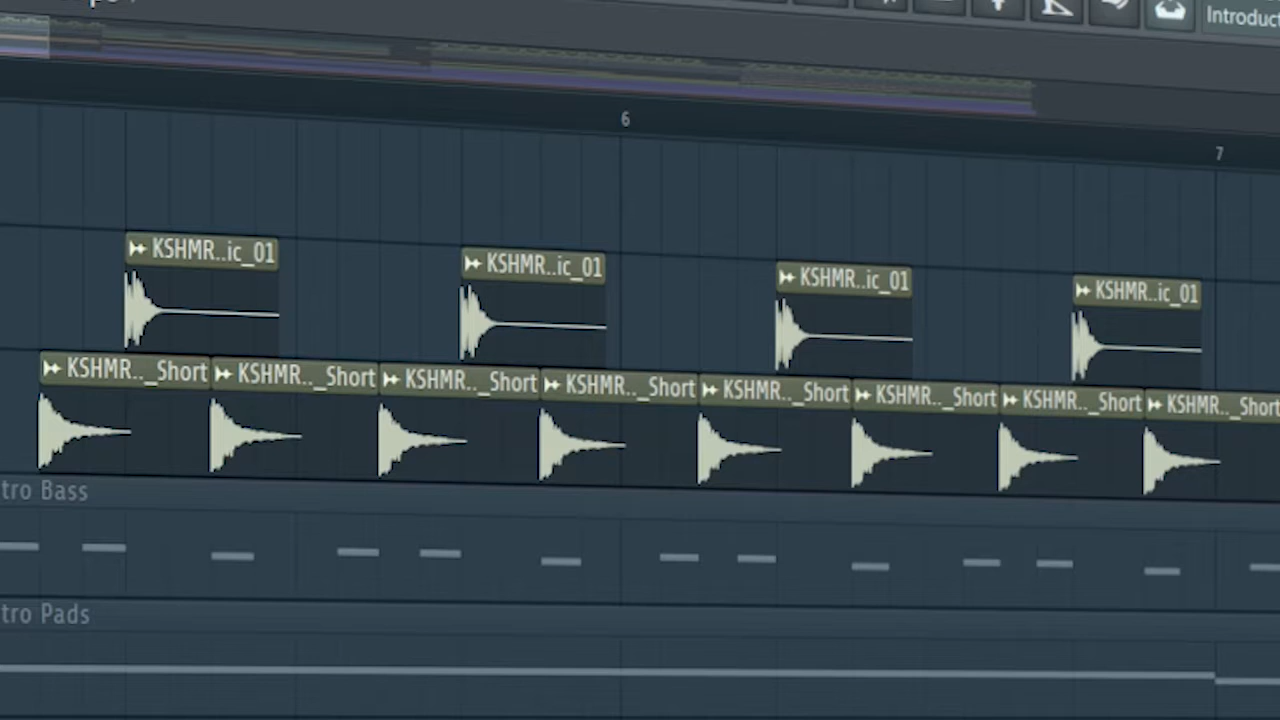 Introduct
6
7
KSHMR..ic_01 KSHMR..ic_01 KSHMR..ic_01 KSHMR..ic_01
KSHMR.._Short KSHMR.._Short KSHMR.._Short KSHMR.._Short KSHMR.._Short KSHMR.._Short KSHMR.._Short KSHMR.._Short
tro Bass
tro Pads